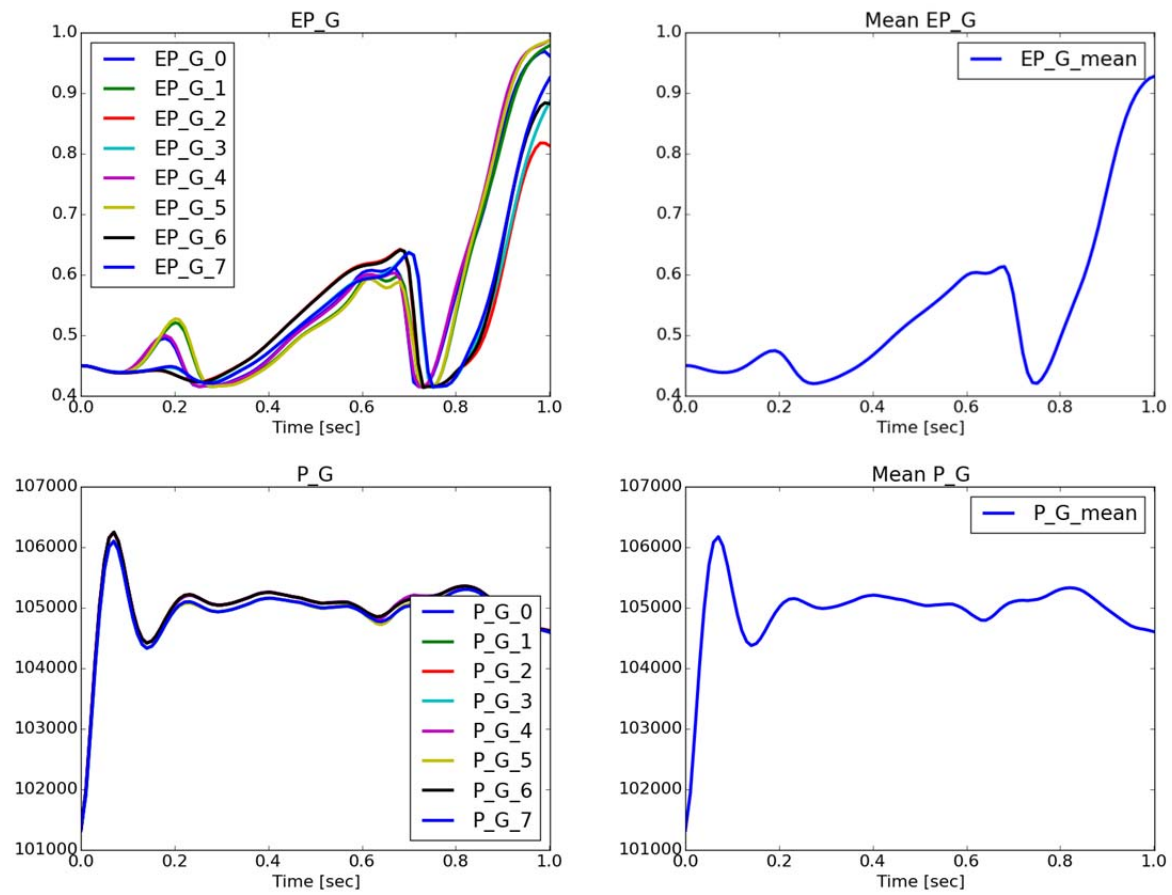 EP_G
1.0
0.9
0.8
0.7
0.6
0.5
0.4
EP_G_0
EP_G_1
EP_G_2
EP_G_3
EP_G_4
EP_G_5
EP_G_6
EP_G_7
0.0 0.2 0.4 0.6 0.8 1.0
Time [sec]
Mean EP_G
1.0
0.9
0.8
0.7
0.6
0.5
0.4
EP_G_mean
0.0 0.2 0.4 0.6 0.8 1.0
Time [sec]
P_G
107000
106000
105000
104000
103000
102000
101000
P_G_0
P_G_1
P_G_2
P_G_3
P_G_4
P_G_5
P_G_6
P_G_7
0.0 0.2 0.4 0.6 0.8 1.0
Time [sec]
Mean P_G
107000
106000
105000
104000
103000
102000
101000
P_G_mean
0.0 0.2 0.4 0.6 0.8 1.0
Time [sec]